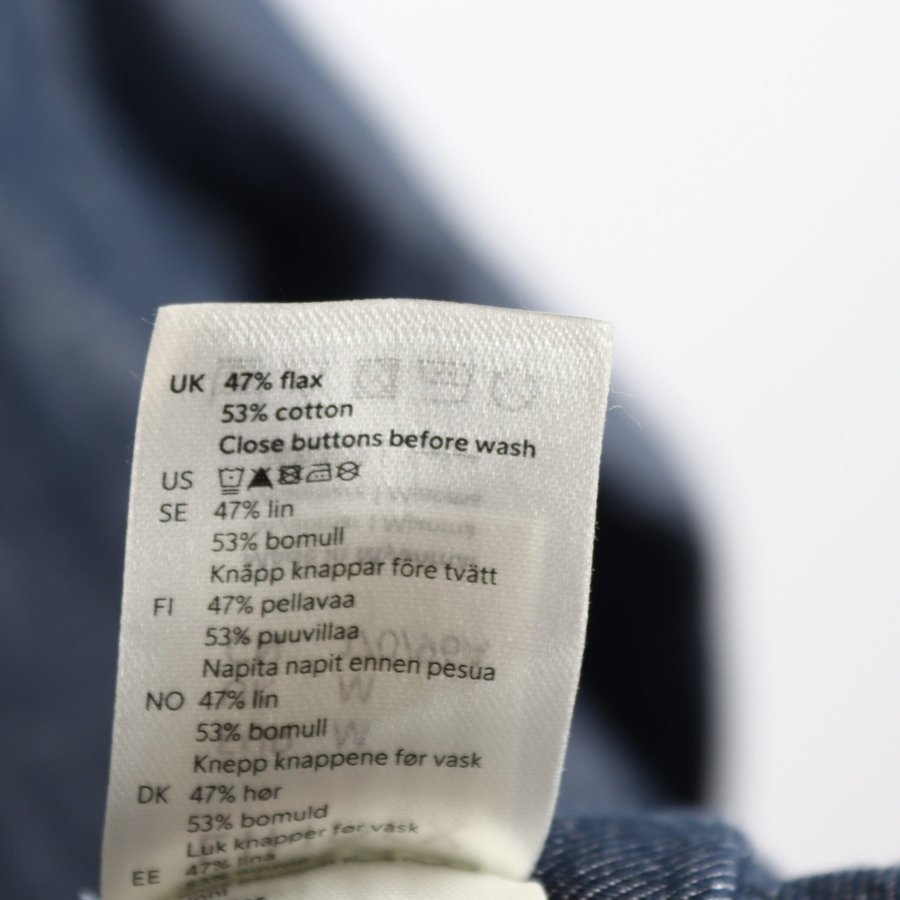 UK 47% flax
53% cotton
Close buttons before wash
US
SE 47% lin
53% bomull
Knäpp knappar före tvätt
FI 47% pellavaa
53% puuvillaa
Napita napit ennen pesua
NO 47% lin
53% bomull
Knepp knappene før vask
DK 47% hør
53% bomuld
Luk knapper før vask
EE 47% lina